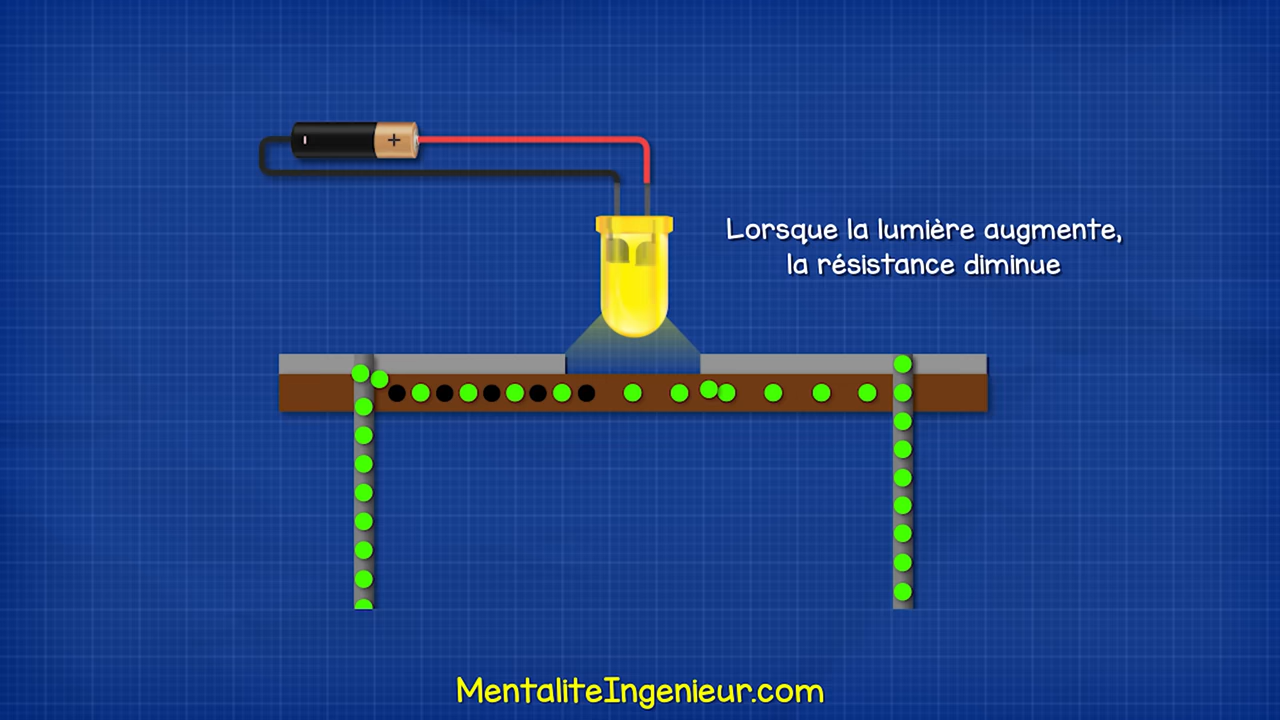 - +
Lorsque la lumière augmente,
la résistance diminue
MentaliteIngenieur.com